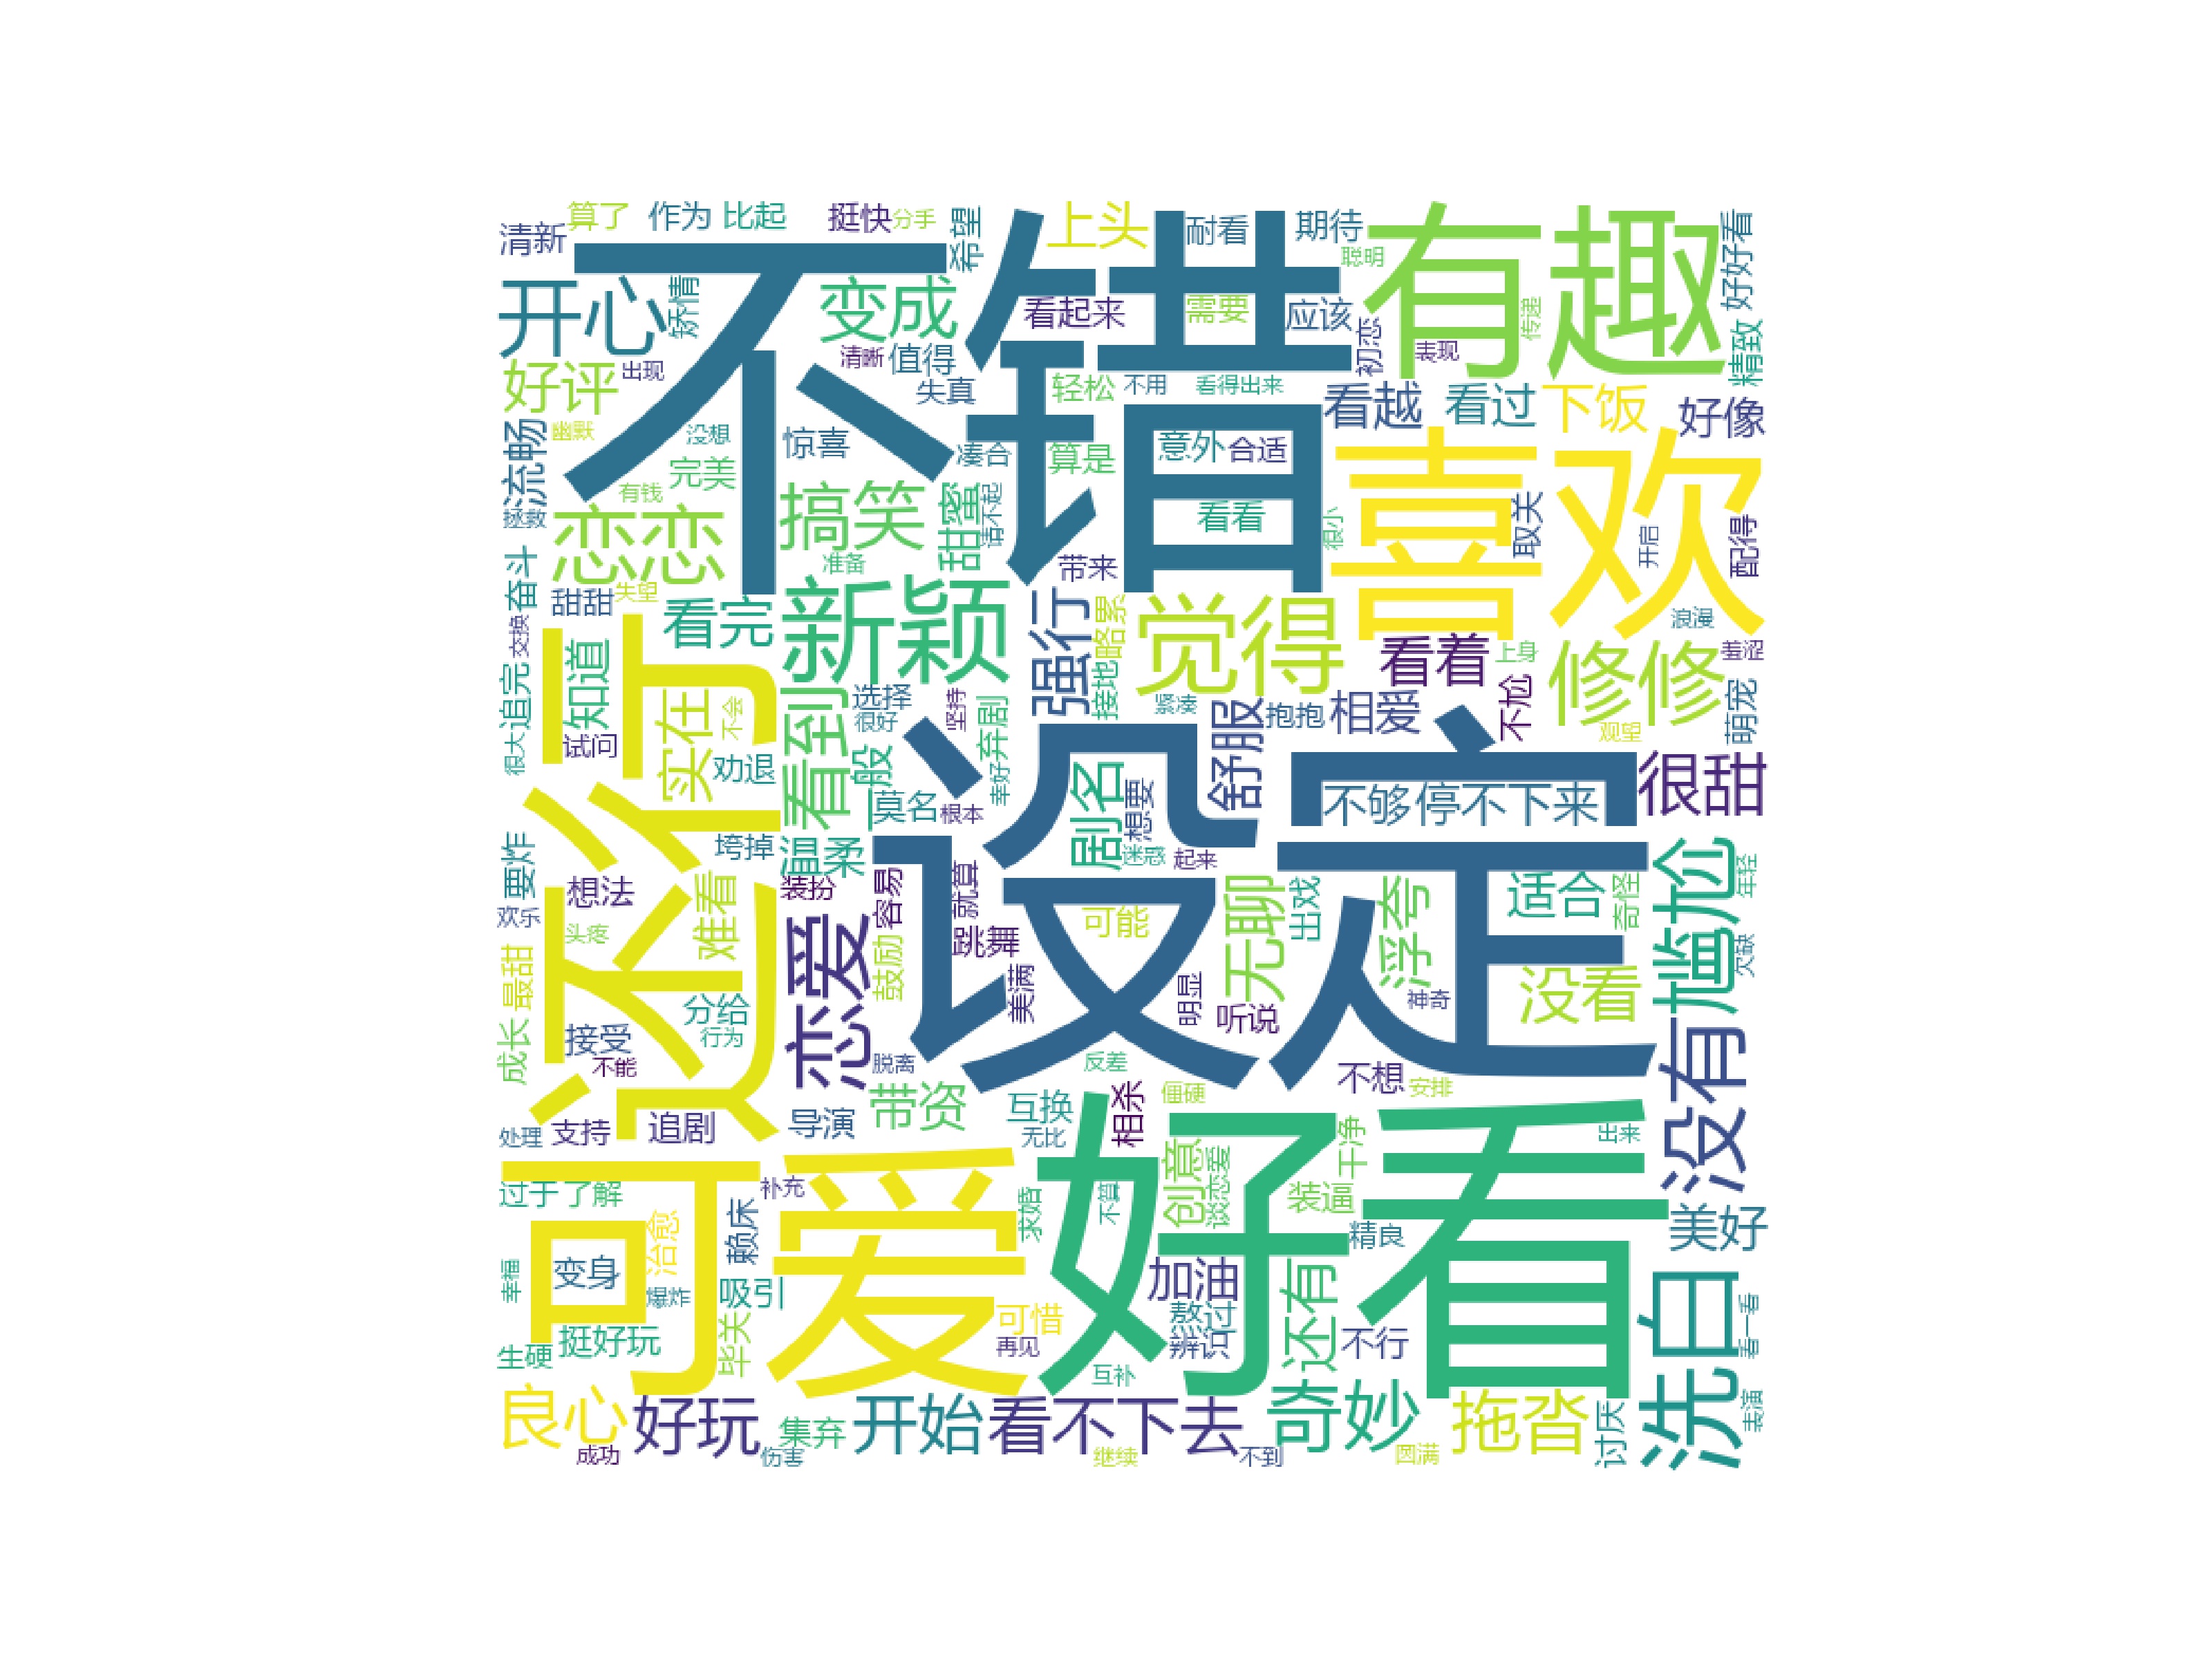 清新
算了
作为
比起
挺快
分手
希望
上头
耐看
期待
聪明
有趣
好好看
不错
开心
矫情
变成
看起来
需要
应该
初恋
表现
传递
精致
好评
出现
清晰
值得
失真
轻松
不用
看得出来
看越
看过
下饭
好像
幽默
流畅
没想
惊喜
凑合
算是
意外
合适
喜欢
完美
有钱
拯救
恋恋
搞笑
甜蜜
请不起
看看
很小
取关
开启
配得
准备
带来
奋斗
甜甜
失望
看完
新颖
强行
略累
觉得
看着
上身
修修
浪漫
羞涩
交换
追完
知道
还行
实在
不会
看到
选择
很好
坚持
弃剧
接地
紧凑
舒服
抱抱
相爱
不尬
观望
萌宠
很大
试问
劝退
一般
莫名
根本
幸好
设定
剧名
想要
不够
停不下来
很甜
要炸
垮掉
温柔
迷惑
起来
尴尬
年轻
想法
难看
装扮
容易
就算
可能
无聊
出戏
浮夸
适合
奇怪
欢乐
头疼
恋爱
鼓励
跳舞
欠缺
最甜
分给
美满
明显
听说
神奇
没看
成长
接受
行为
不能
脱离
反差
不想
安排
没有
带资
互换
相杀
僵硬
处理
支持
追剧
导演
无比
好看
出来
可爱
过于
了解
补充
创意
谈恋爱
不算
求婚
装逼
干净
治愈
赖床
精良
美好
幸福
变身
爆炸
吸引
加油
还有
洗白
看一看
可惜
熬过
生硬
挺好玩
毕关
再见
辨识
不行
互补
良心
好玩
集弃
开始
看不下去
奇妙
拖沓
讨厌
表演
成功
伤害
继续
不到
圆满